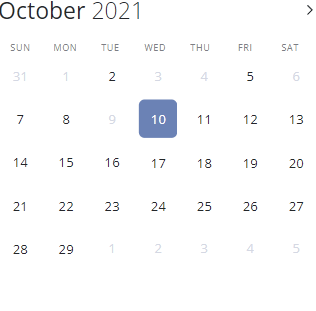 October 2021
SUN MON TUE WED THU FRI SAT
31 1 2 3 4 5 6
7 8 9 10 11 12 13
14 15 16 17 18 19 20
21 22 23 24 25 26 27
28 29 1 2 3 4 5